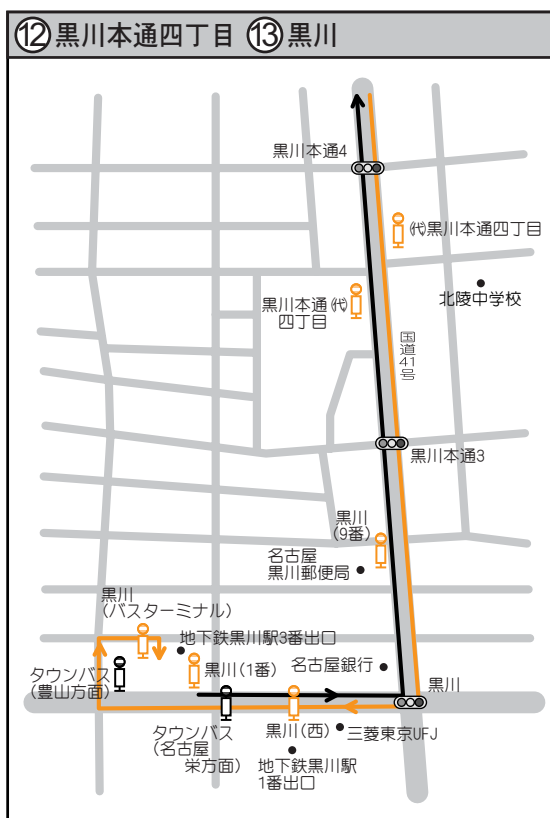 ⑫黒川本通四丁目 ⑬黒川
黒川本通4
㈹黒川本通四丁目
北陵中学校
黒川本通㈹
四丁目
国道41号
黒川本通3
黒川
(9番)
名古屋
黒川郵便局
黒川
(バスターミナル)
地下鉄黒川駅3番出口
タウンバス
(豊山方面)
黒川(1番)
名古屋銀行
黒川
タウンバス
(名古屋
栄方面)
黒川(西)
三菱東京UFJ
地下鉄黒川駅
1番出口